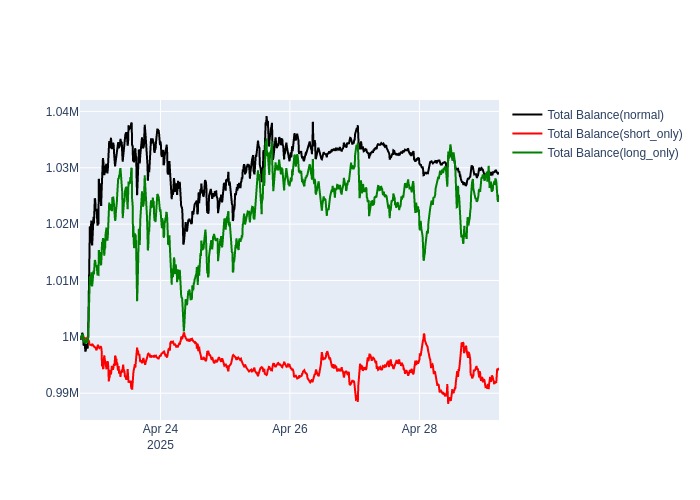 1.04M
1.03M
1.02M
1.01M
1M
0.99M
Apr 24
2025
Apr 26
Apr 28
Total Balance(normal)
Total Balance(short_only)
Total Balance(long_only)